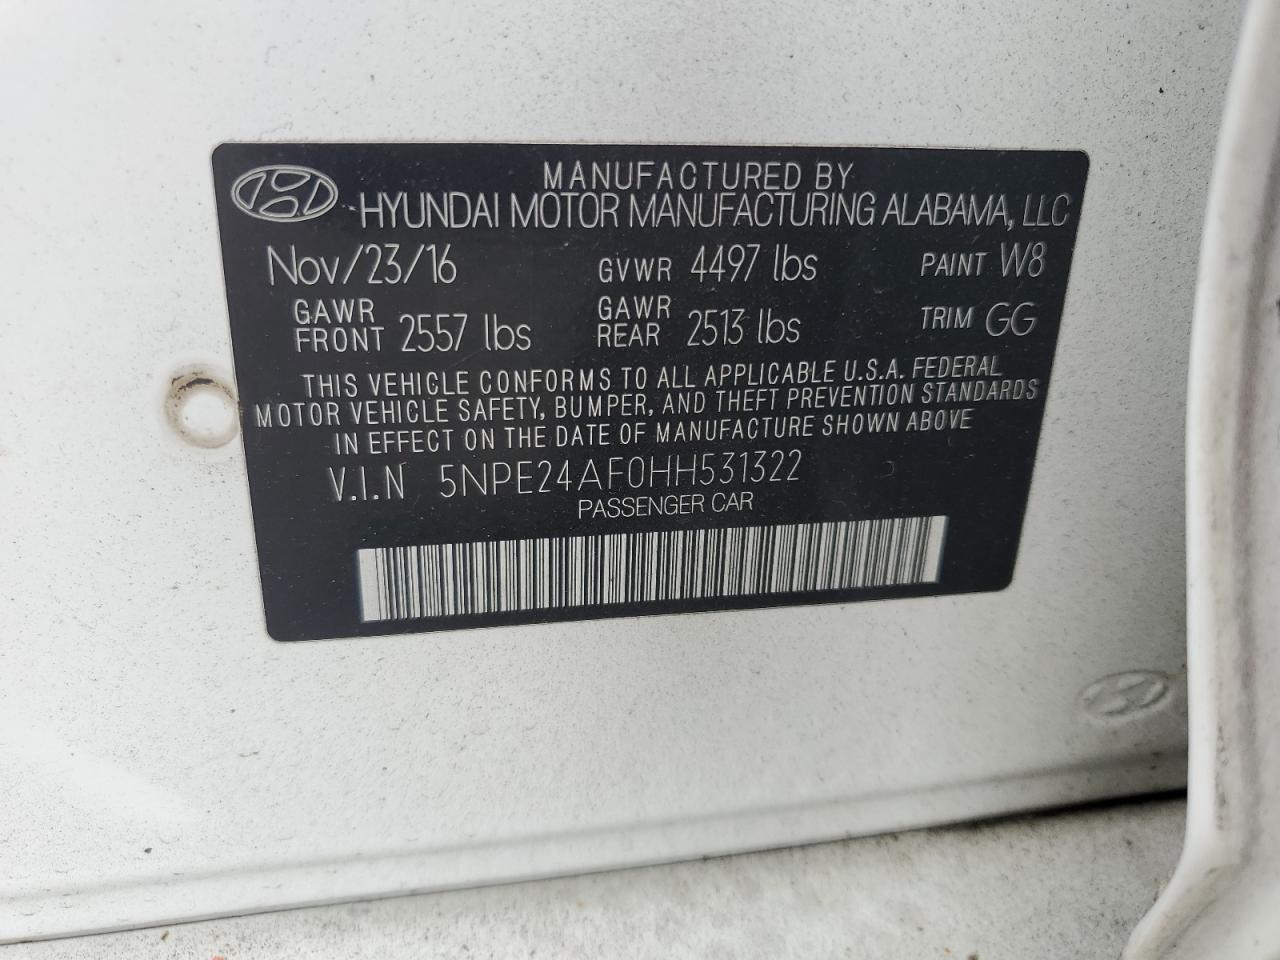 MANUFACTURED BY
HYUNDAI MOTOR MANUFACTURING ALABAMA, LLC
Nov/23/16 GVWR 4497 lbs PAINT W8
GAWR FRONT 2557 lbs GAWR REAR 2513 lbs TRIM GG
THIS VEHICLE CONFORMS TO ALL APPLICABLE U.S.A. FEDERAL
MOTOR VEHICLE SAFETY, BUMPER, AND THEFT PREVENTION STANDARDS
IN EFFECT ON THE DATE OF MANUFACTURE SHOWN ABOVE
V.I.N 5NPE24AF0HH531322
PASSENGER CAR